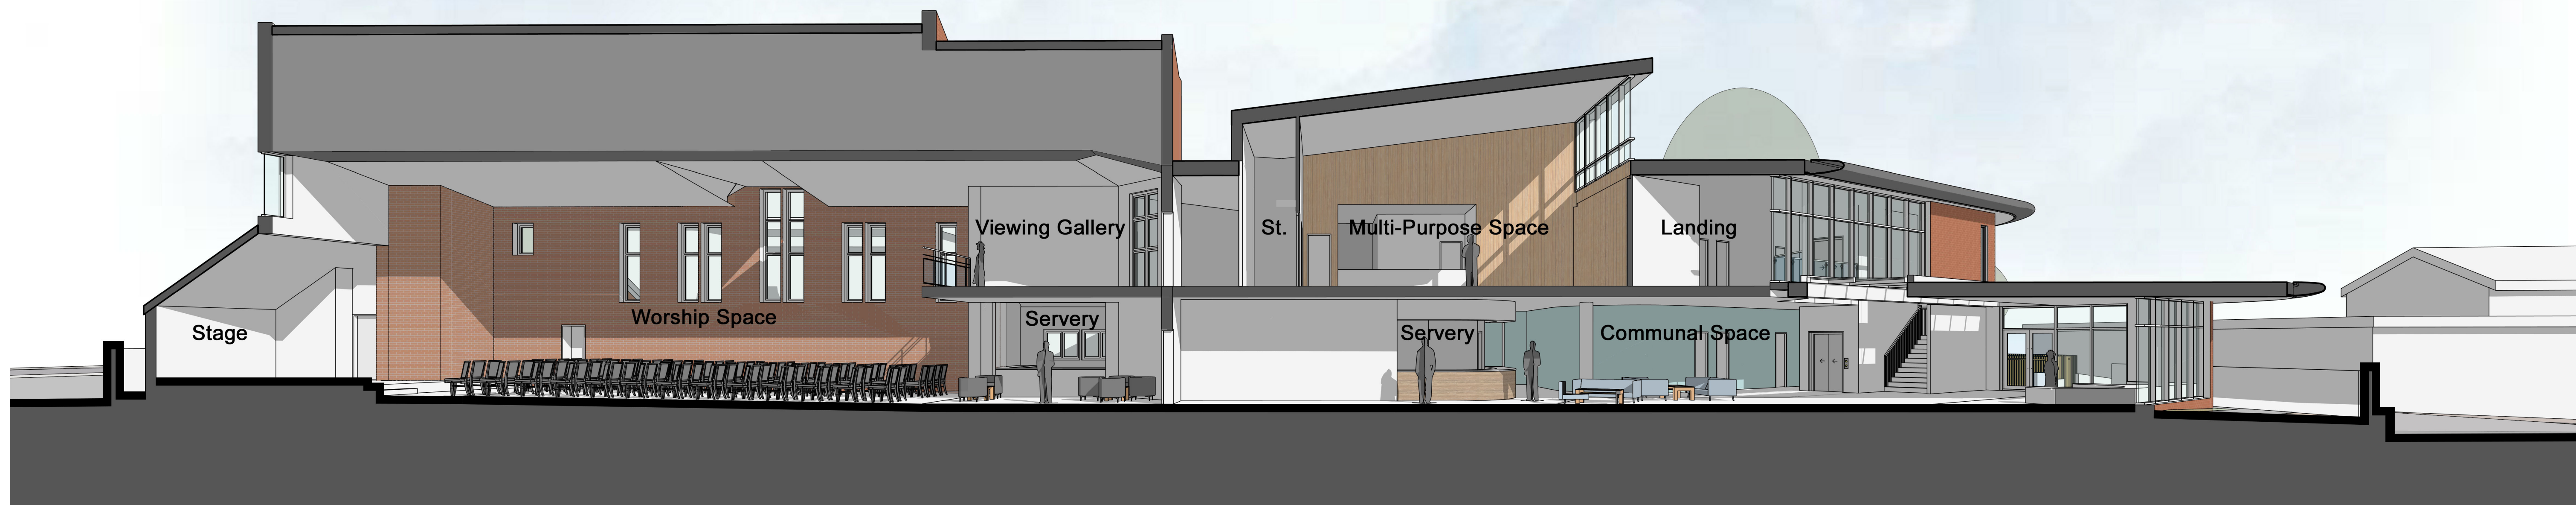 Viewing Gallery
St.
Multi-Purpose Space
Landing
Stage
Worship Space
Servery
Servery
Communal Space